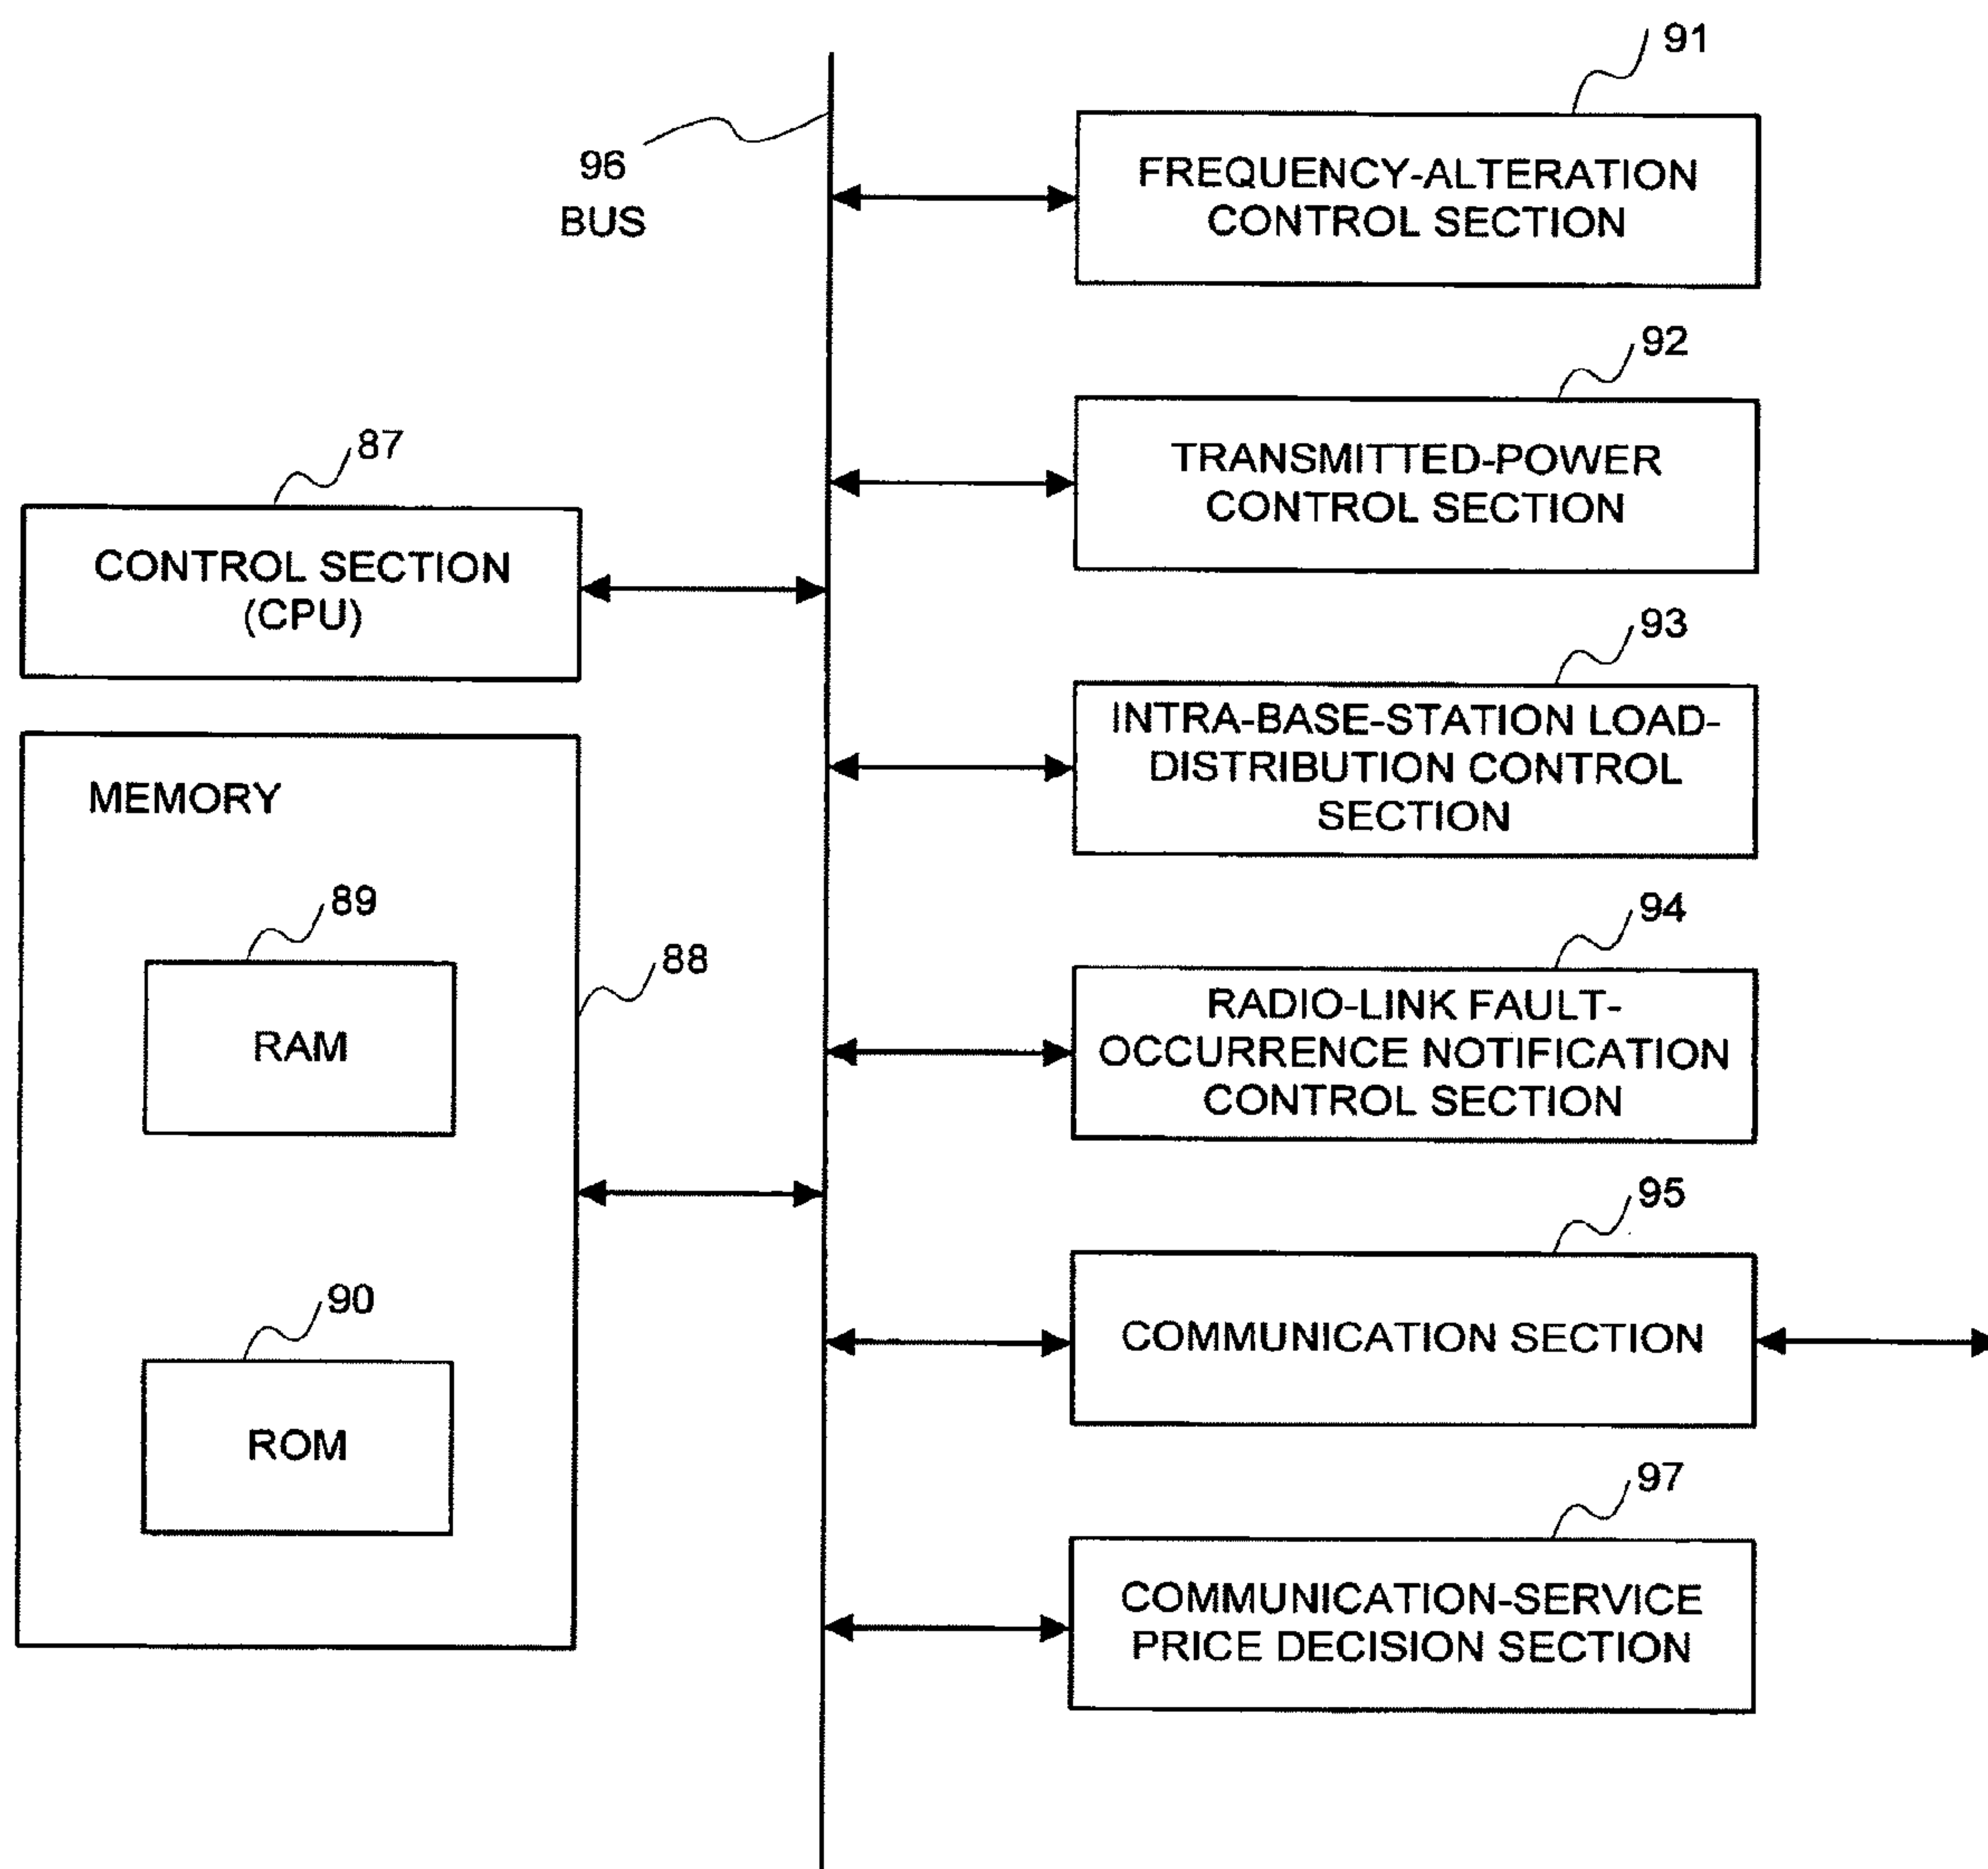 91
96
BUS
FREQUENCY-ALTERATION
CONTROL SECTION
92
TRANSMITTED-POWER
CONTROL SECTION
87
CONTROL SECTION
(CPU)
93
INTRA-BASE-STATION LOAD-
DISTRIBUTION CONTROL
SECTION
MEMORY
89
RAM
88
94
RADIO-LINK FAULT-
OCCURRENCE NOTIFICATION
CONTROL SECTION
95
COMMUNICATION SECTION
90
ROM
97
COMMUNICATION-SERVICE
PRICE DECISION SECTION